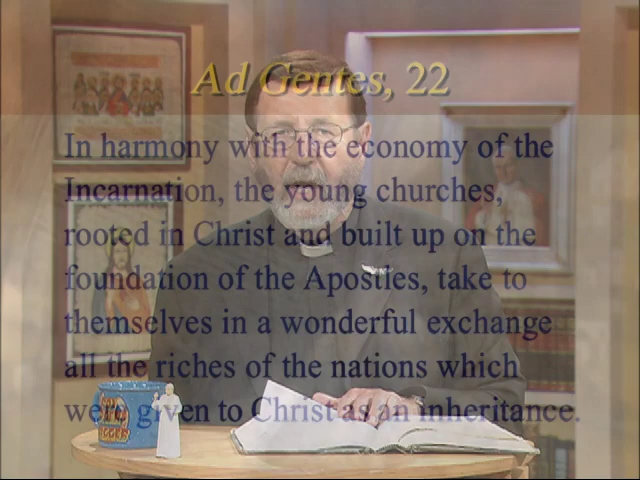 Ad Gentes, 22
In harmony with the economy of the
Incarnation, the young churches,
rooted in Christ and built up on the
foundation of the Apostles, take to
themselves in a wonderful exchange
all the riches of the nations which
were given to Christ as an inheritance.